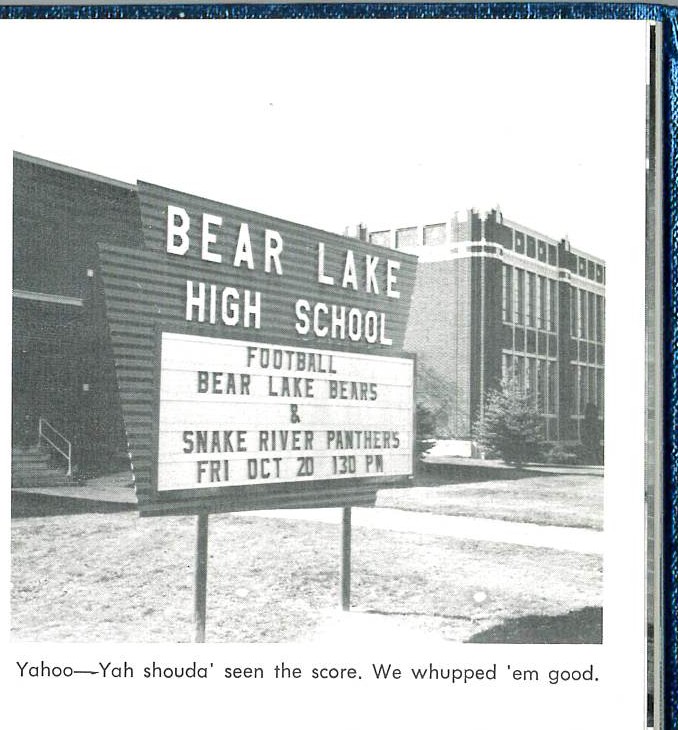 BEAR LAKE
HIGH SCHOOL
FOOTBALL
BEAR LAKE BEARS
&
SNAKE RIVER PANTHERS
FRI OCT 20 130 PM
Yahoo—Yah shouda' seen the score. We whupped 'em good.